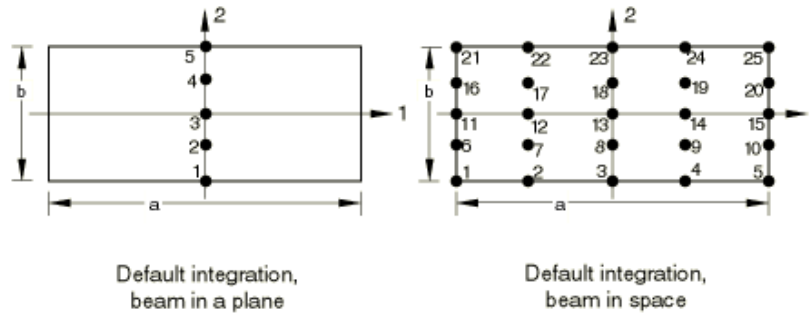 2
5
4
b
3
1
2
1
a
2
21 22 23 24 25
16 17 18 19 20
b
11 12 13 14 15
6 7 8 9 10
1 2 3 4 5
a
Default integration,
beam in a plane
Default integration,
beam in space